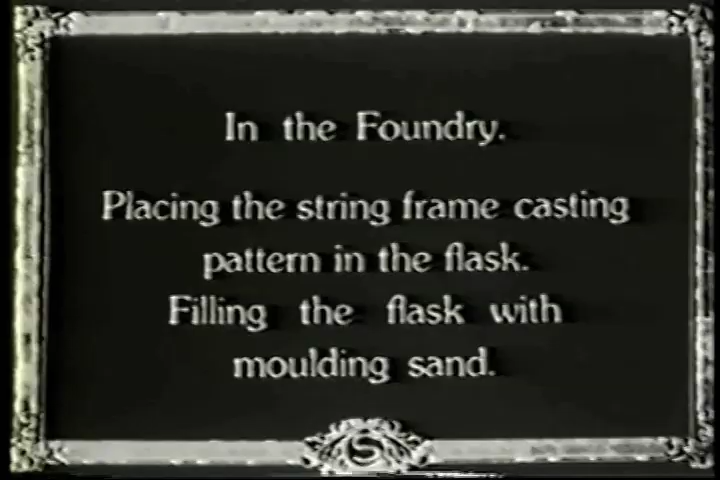 In the Foundry.
Placing the string frame casting
pattern in the flask.
Filling the flask with
moulding sand.
S